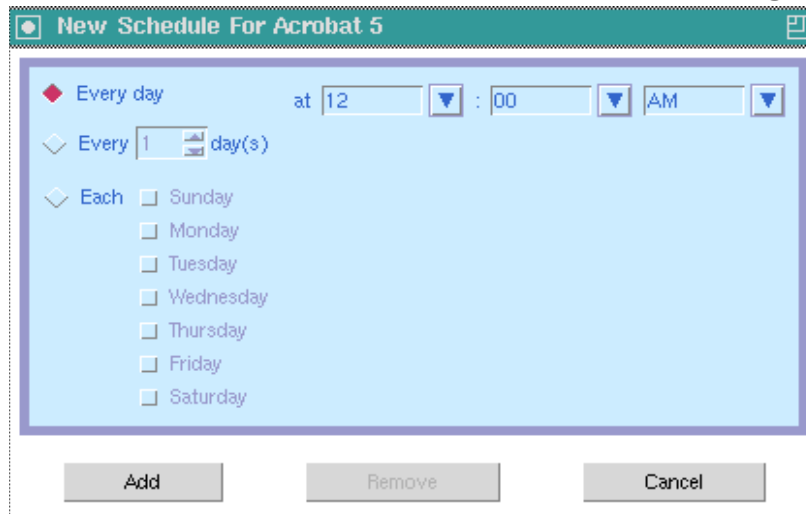 New Schedule For Acrobat 5
Every day at 12 : 00 AM
Every 1 day(s)
Each Sunday
Monday
Tuesday
Wednesday
Thursday
Friday
Saturday
Add Remove Cancel